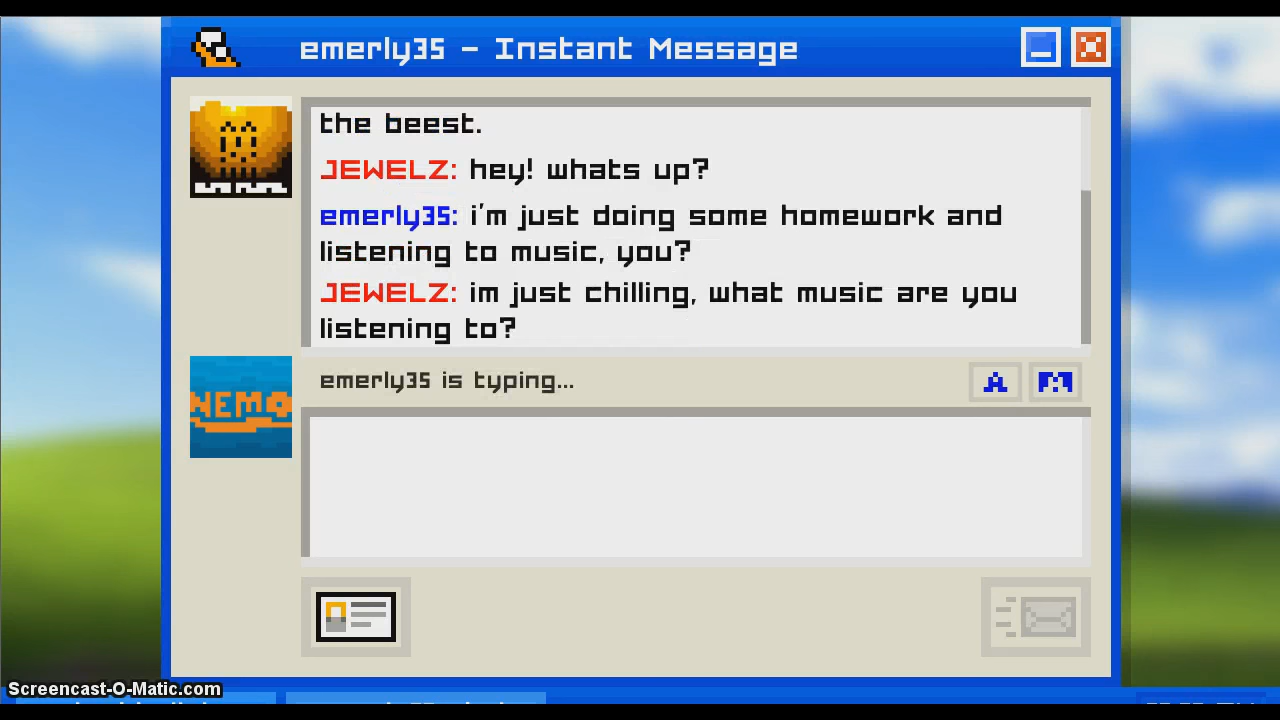 emerly35 - Instant Message
the beest.
JEWELZ: hey! whats up?
emerly35: i'm just doing some homework and
listening to music, you?
JEWELZ: im just chilling, what music are you
listening to?
NEMO
emerly35 is typing...
A
Screencast-O-Matic.com